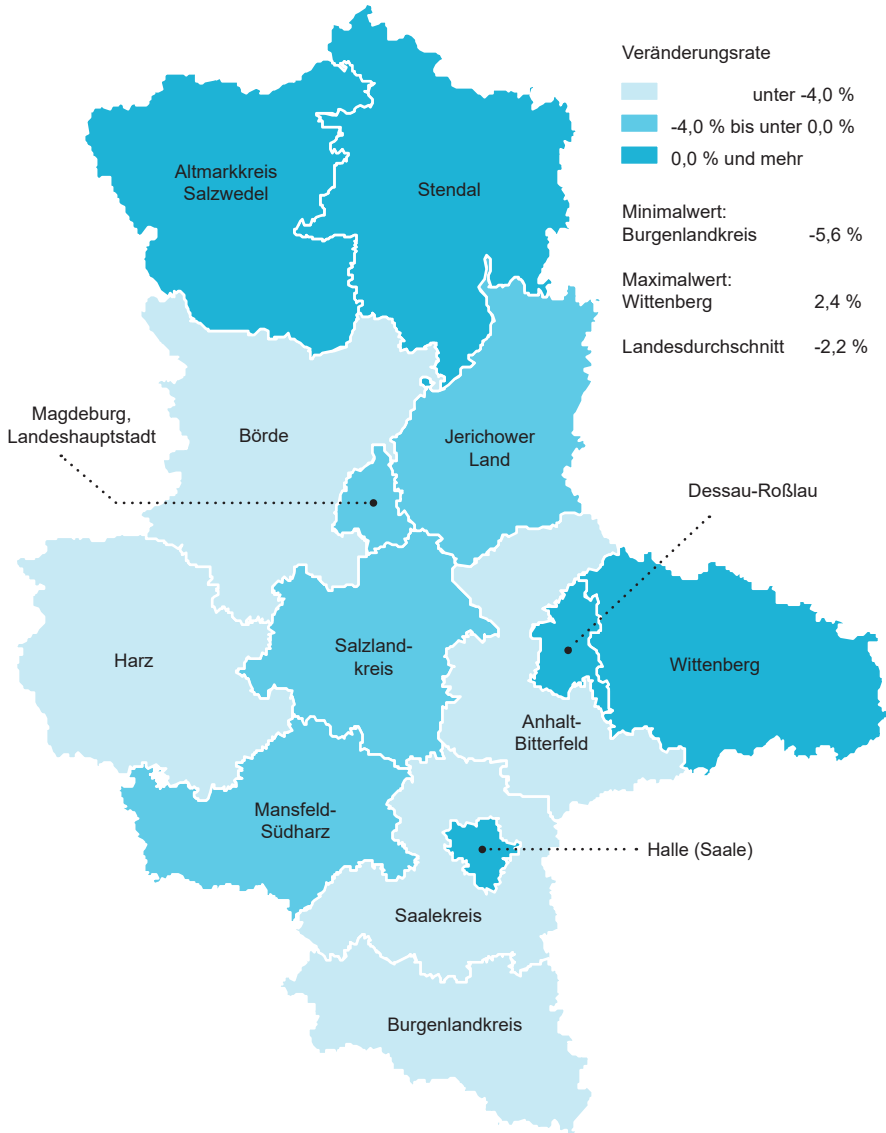 Veränderungsrate
unter -4,0 %
-4,0 % bis unter 0,0 %
0,0 % und mehr
Minimalwert:
Burgenlandkreis -5,6 %
Maximalwert:
Wittenberg 2,4 %
Landesdurchschnitt -2,2 %
Altmarkkreis
Salzwedel
Stendal
Magdeburg,
Landeshauptstadt
Börde
Jerichower
Land
Dessau-Roßlau
Harz
Salzland-
kreis
Wittenberg
Anhalt-
Bitterfeld
Mansfeld-
Südharz
Halle (Saale)
Saalekreis
Burgenlandkreis